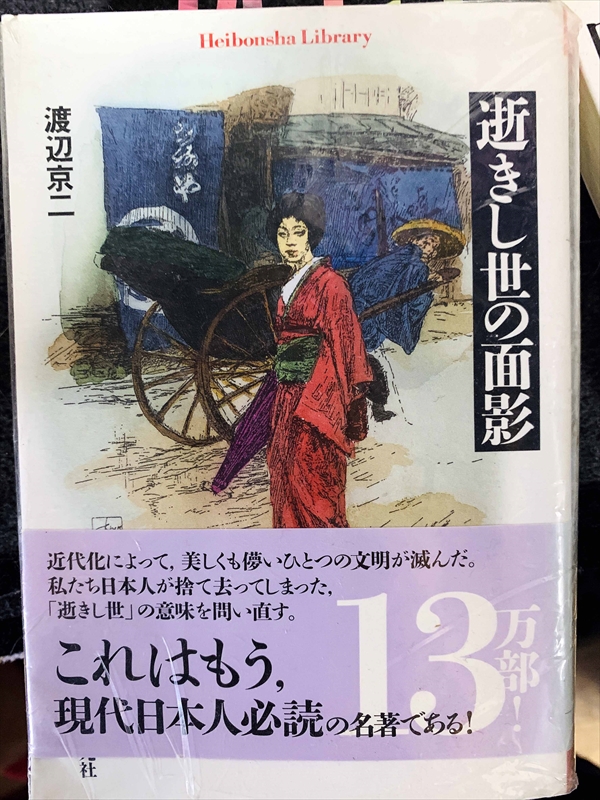 Heibonsha Library
逝きし世の面影
渡辺京二
近代化によって，美しくも儚いひとつの文明が滅んだ。
私たち日本人が捨て去ってしまった，
「逝きし世」の意味を問い直す。
13万部！
これはもう，
現代日本人必読の名著である！
社